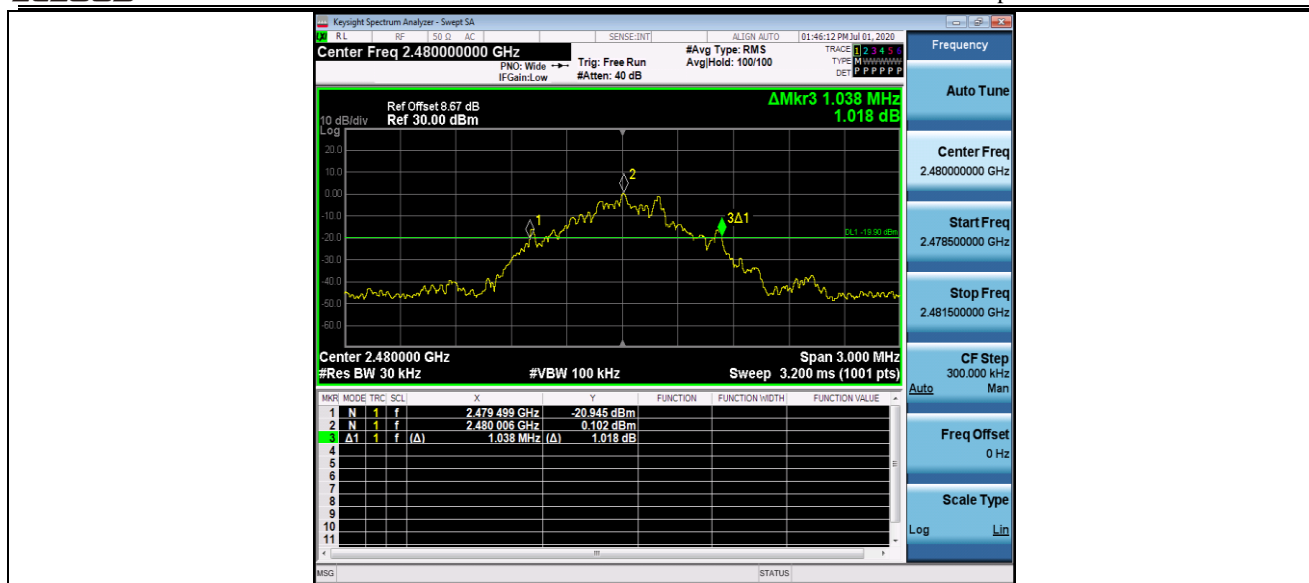 Keysight Spectrum Analyzer - Swept SA
RL RF 50 Ω AC SENSE:INT ALIGN AUTO 01:46:12 PM Jul 01, 2020
Center Freq 2.480000000 GHz
PNO: Wide
IFGain:Low
Trig: Free Run
#Atten: 40 dB
#Avg Type: RMS
Avg|Hold: 100/100
TRACE 1 2 3 4 5 6
TYPE M W W W W W
DET P P P P P P
ΔMkr3 1.038 MHz
1.018 dB
Ref Offset 8.67 dB
10 dB/div Ref 30.00 dBm
Log
20.0
10.0
0.00
-10.0
-20.0
-30.0
-40.0
-50.0
-60.0
1
2
3Δ1
DL1 -19.90 dBm
Center 2.480000 GHz Span 3.000 MHz
#Res BW 30 kHz #VBW 100 kHz Sweep 3.200 ms (1001 pts)
MKR MODE TRC SCL X Y FUNCTION FUNCTION WIDTH FUNCTION VALUE
1 N 1 f 2.479 499 GHz -20.945 dBm
2 N 1 f 2.480 006 GHz 0.102 dBm
3 Δ1 1 f (Δ) 1.038 MHz (Δ) 1.018 dB
4
5
6
7
8
9
10
11
MSG STATUS
Frequency
Auto Tune
Center Freq
2.480000000 GHz
Start Freq
2.478500000 GHz
Stop Freq
2.481500000 GHz
CF Step
300.000 kHz
Auto Man
Freq Offset
0 Hz
Scale Type
Log Lin